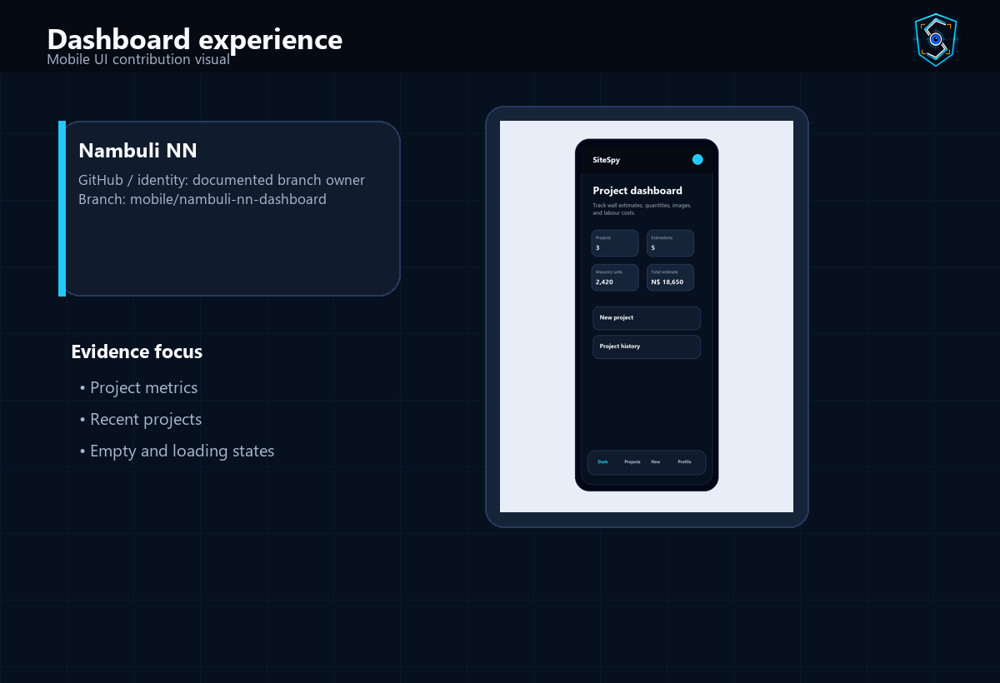 Dashboard experience
Mobile UI contribution visual
Nambuli NN
GitHub / identity: documented branch owner
Branch: mobile/nambuli-nn-dashboard
Evidence focus
• Project metrics
• Recent projects
• Empty and loading states
SiteSpy
Project dashboard
Track wall estimates, quantities, images,
and labour costs.
Projects
3
Estimations
5
Masonry units
2,420
Total estimate
N$ 18,650
New project
Project history
Dash Projects New Profile